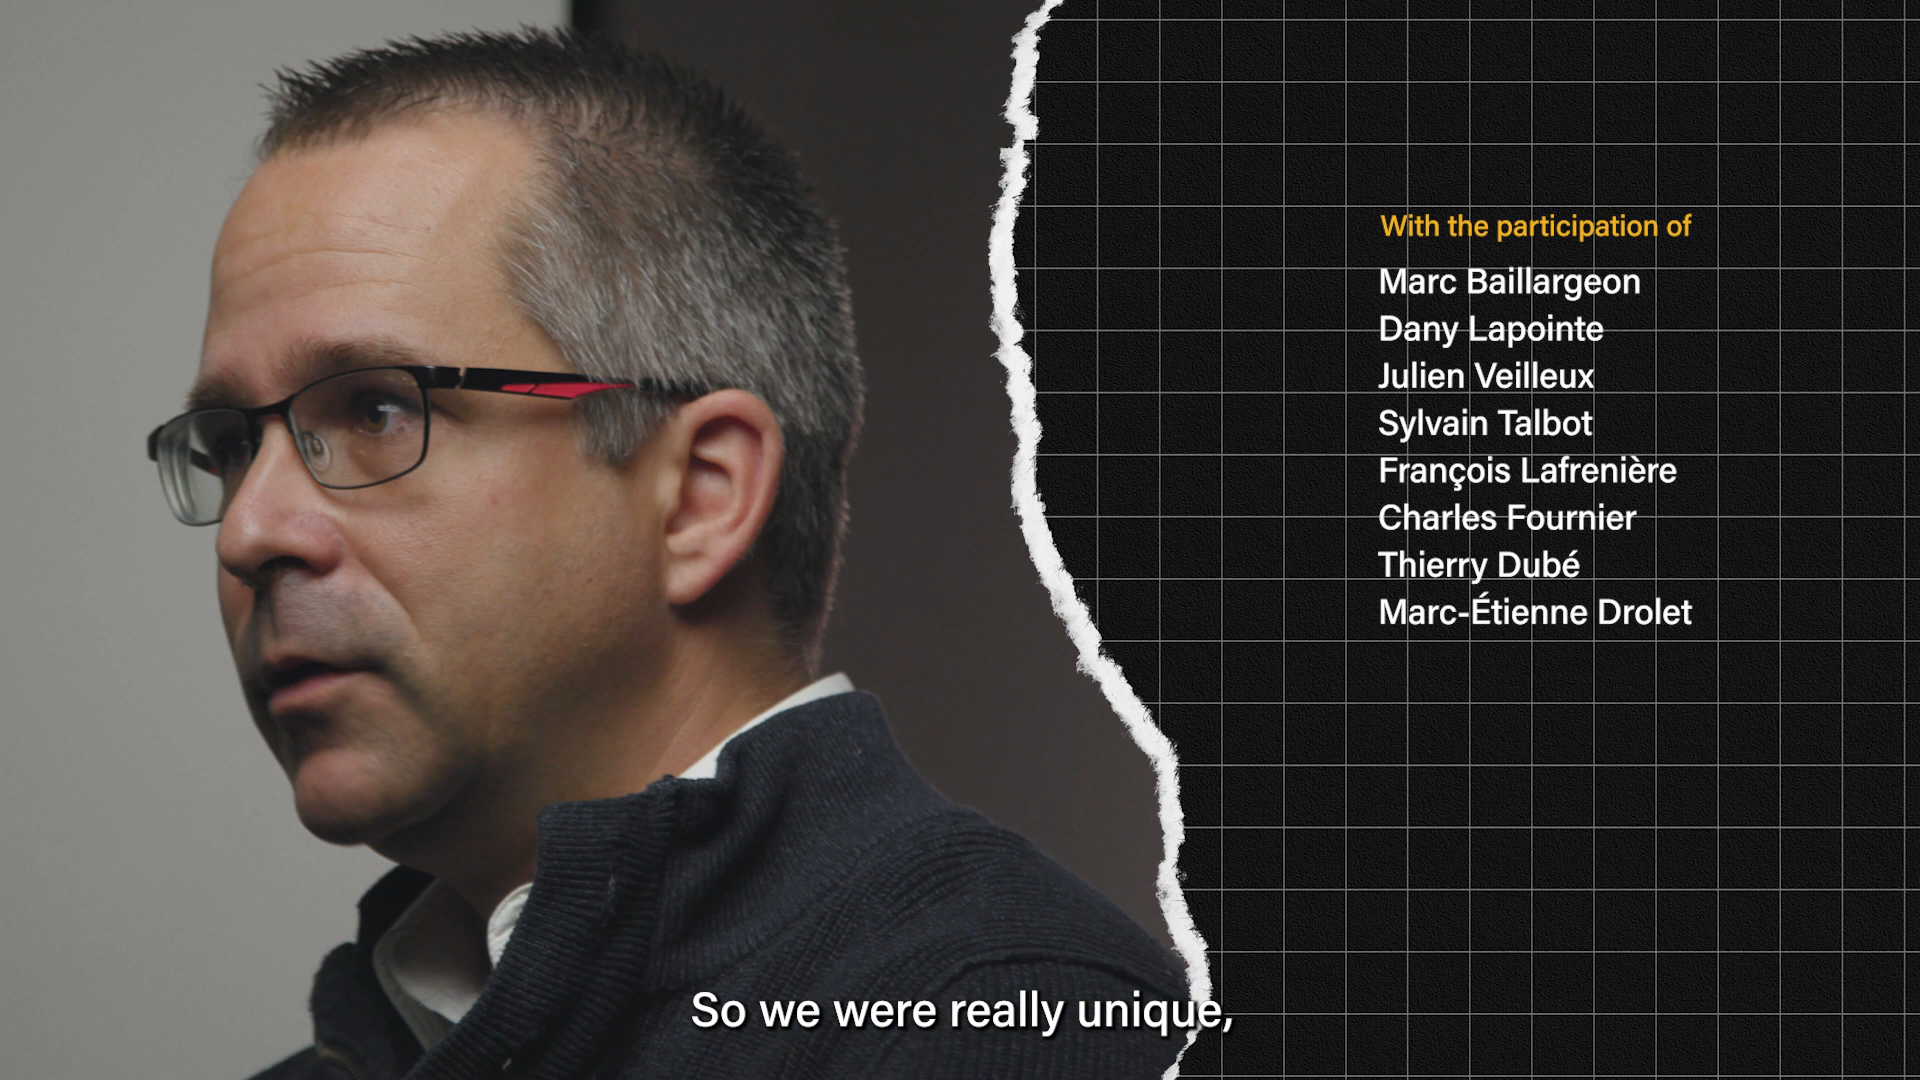 With the participation of
Marc Baillargeon
Dany Lapointe
Julien Veilleux
Sylvain Talbot
François Lafrenière
Charles Fournier
Thierry Dubé
Marc-Étienne Drolet
So we were really unique,